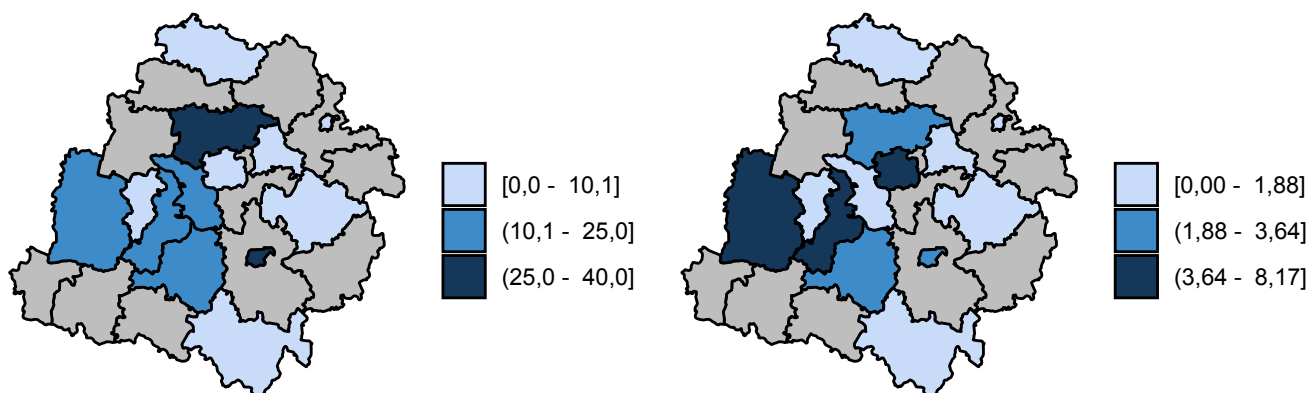 [0,0 - 10,1]
(10,1 - 25,0]
(25,0 - 40,0]
[0,00 - 1,88]
(1,88 - 3,64]
(3,64 - 8,17]